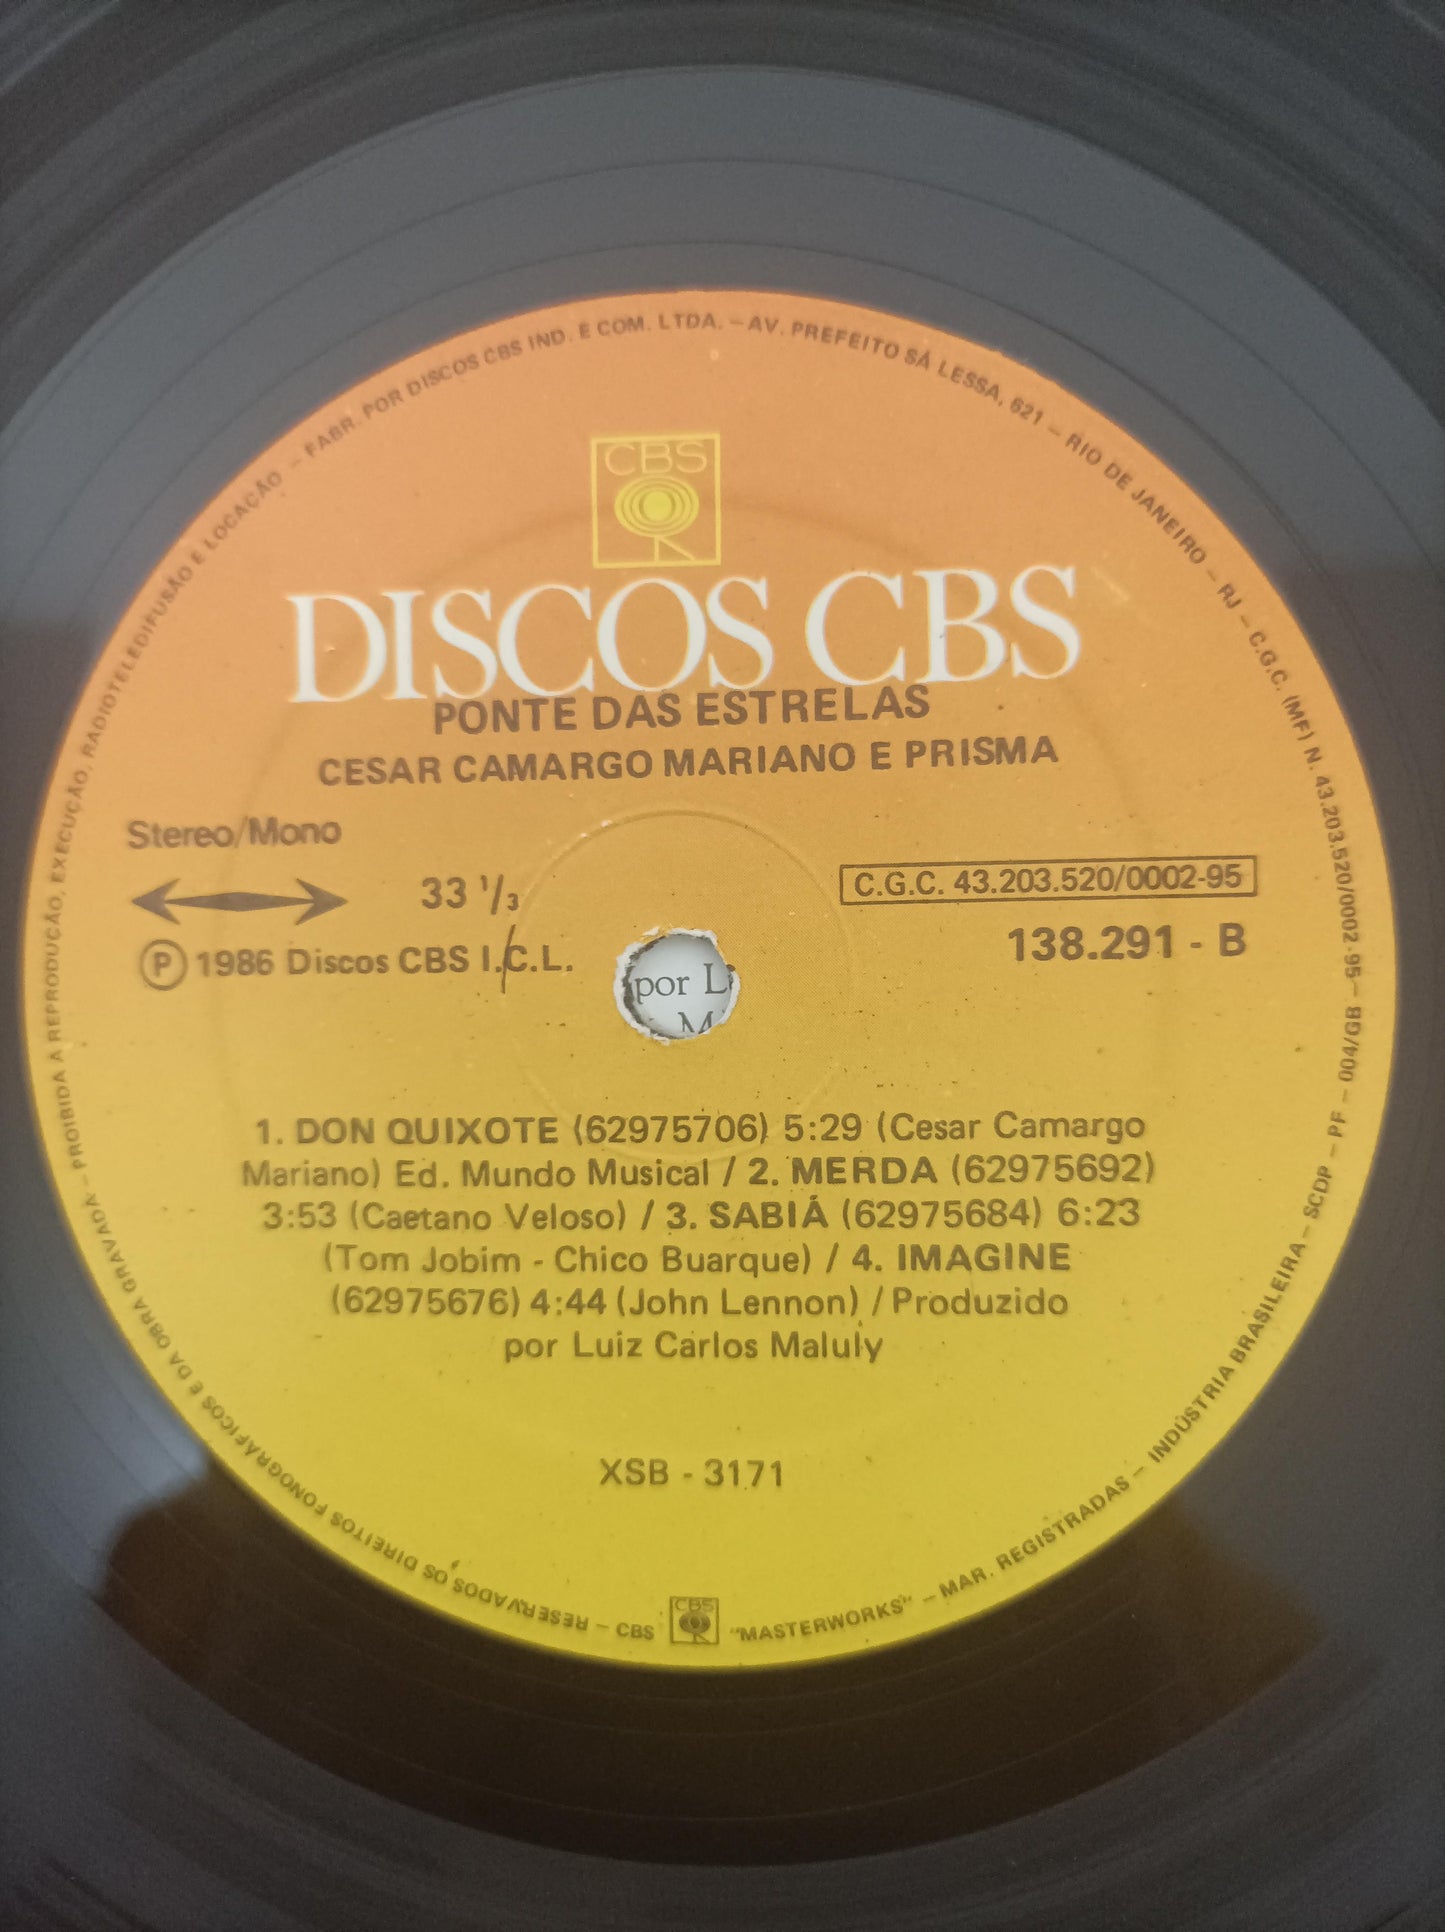 CBS
DISCOS CBS
PONTE DAS ESTRELAS
CESAR CAMARGO MARIANO E PRISMA
Stereo/Mono
33 1/3
C.G.C. 43.203.520/0002-95
℗ 1986 Discos CBS I.C.L.
138.291 - B
por L
1. DON QUIXOTE (62975706) 5:29 (Cesar Camargo
Mariano) Ed. Mundo Musical / 2. MERDA (62975692)
3:53 (Caetano Veloso) / 3. SABIÁ (62975684) 6:23
(Tom Jobim - Chico Buarque) / 4. IMAGINE
(62975676) 4:44 (John Lennon) / Produzido
por Luiz Carlos Maluly
XSB - 3171
PROIBIDA A REPRODUÇÃO, EXECUÇÃO, RADIOTELEDIFUSÃO E LOCAÇÃO - FABR. POR DISCOS CBS IND. E COM. LTDA. - AV. PREFEITO SÁ LESSA, 621 - RIO DE JANEIRO - RJ - C.G.C. (MF) N. 43.203.520/0002-95 - 004/GB - PF - SCDP - INDÚSTRIA BRASILEIRA -
RESERVADOS OS DIREITOS FONOGRÁFICOS E DA OBRA GRAVADA -
CBS CBS "MASTERWORKS" - MAR. REGISTRADAS -